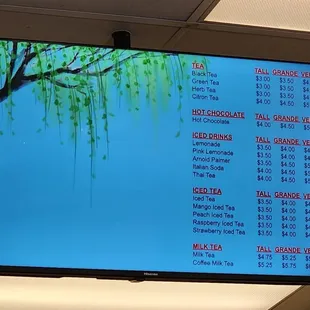 TEA TALL GRANDE
Black Tea $3.00 $3.50
Green Tea $3.00 $3.50
Herb Tea $3.00 $3.50
Citron Tea $4.00 $4.50
HOT CHOCOLATE TALL GRANDE
Hot Chocolate $4.00 $4.50
ICED DRINKS TALL GRANDE
Lemonade $3.50 $4.00
Pink Lemonade $3.50 $4.00
Arnold Palmer $3.50 $4.00
Italian Soda $3.50 $4.00
Thai Tea $4.00 $4.50
ICED TEA TALL GRANDE
Iced Tea $3.50 $4.00
Mango Iced Tea $3.50 $4.00
Peach Iced Tea $3.50 $4.00
Raspberry Iced Tea $3.50 $4.00
Strawberry Iced Tea $3.50 $4.00
MILK TEA TALL GRANDE
Milk Tea $4.75 $5.25
Coffee Milk Tea $5.25 $5.75
Hisense